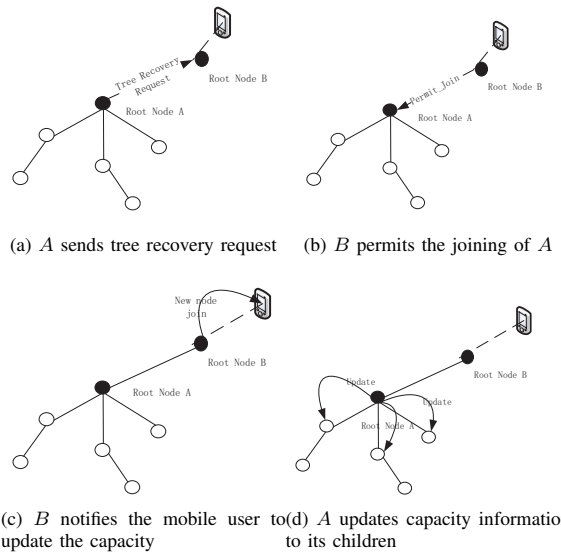 Tree Recovery
Request
Root Node B
Root Node A
(a) A sends tree recovery request
Permit_Join
Root Node B
Root Node A
(b) B permits the joining of A
New node
join
Root Node B
Root Node A
(c) B notifies the mobile user to
update the capacity
Update
Update
Root Node B
Root Node A
(d) A updates capacity informatio
to its children